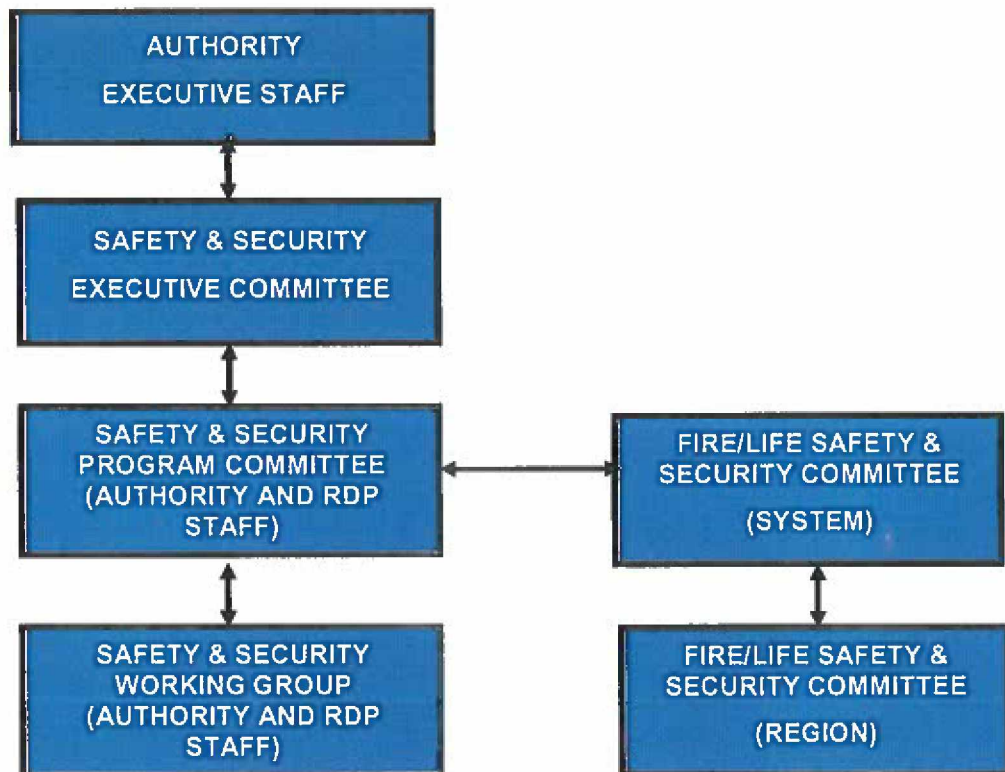 AUTHORITY
EXECUTIVE STAFF
SAFETY & SECURITY
EXECUTIVE COMMITTEE
SAFETY & SECURITY
PROGRAM COMMITTEE
(AUTHORITY AND RDP
STAFF)
FIRE/LIFE SAFETY &
SECURITY COMMITTEE
(SYSTEM)
SAFETY & SECURITY
WORKING GROUP
(AUTHORITY AND RDP
STAFF)
FIRE/LIFE SAFETY &
SECURITY COMMITTEE
(REGION)